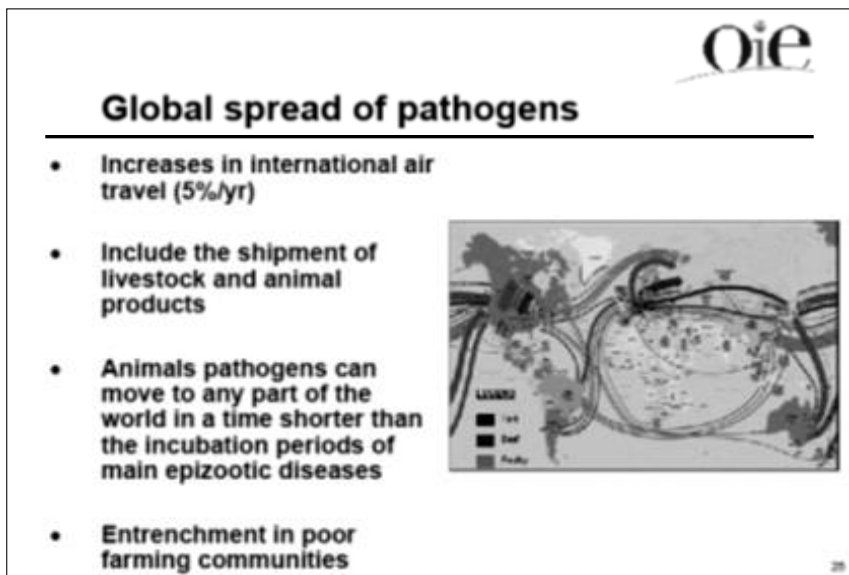 oie
Global spread of pathogens
• Increases in international air
travel (5%/yr)
• Include the shipment of
livestock and animal
products
• Animals pathogens can
move to any part of the
world in a time shorter than
the incubation periods of
main epizootic diseases
• Entrenchment in poor
farming communities